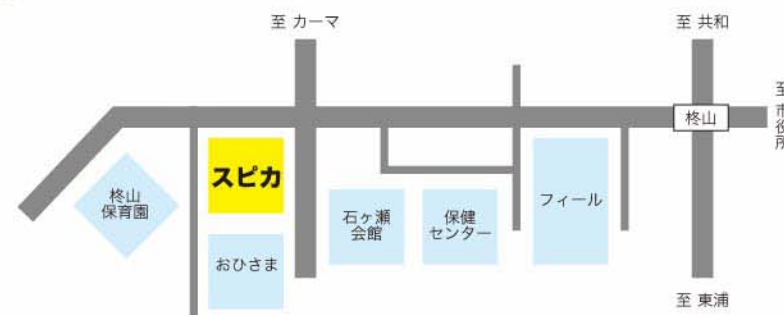 至 カーマ
至 共和
至 市役所
柊山
スピカ
柊山
保育園
石ヶ瀬
会館
保健
センター
フィール
おひさま
至 東浦